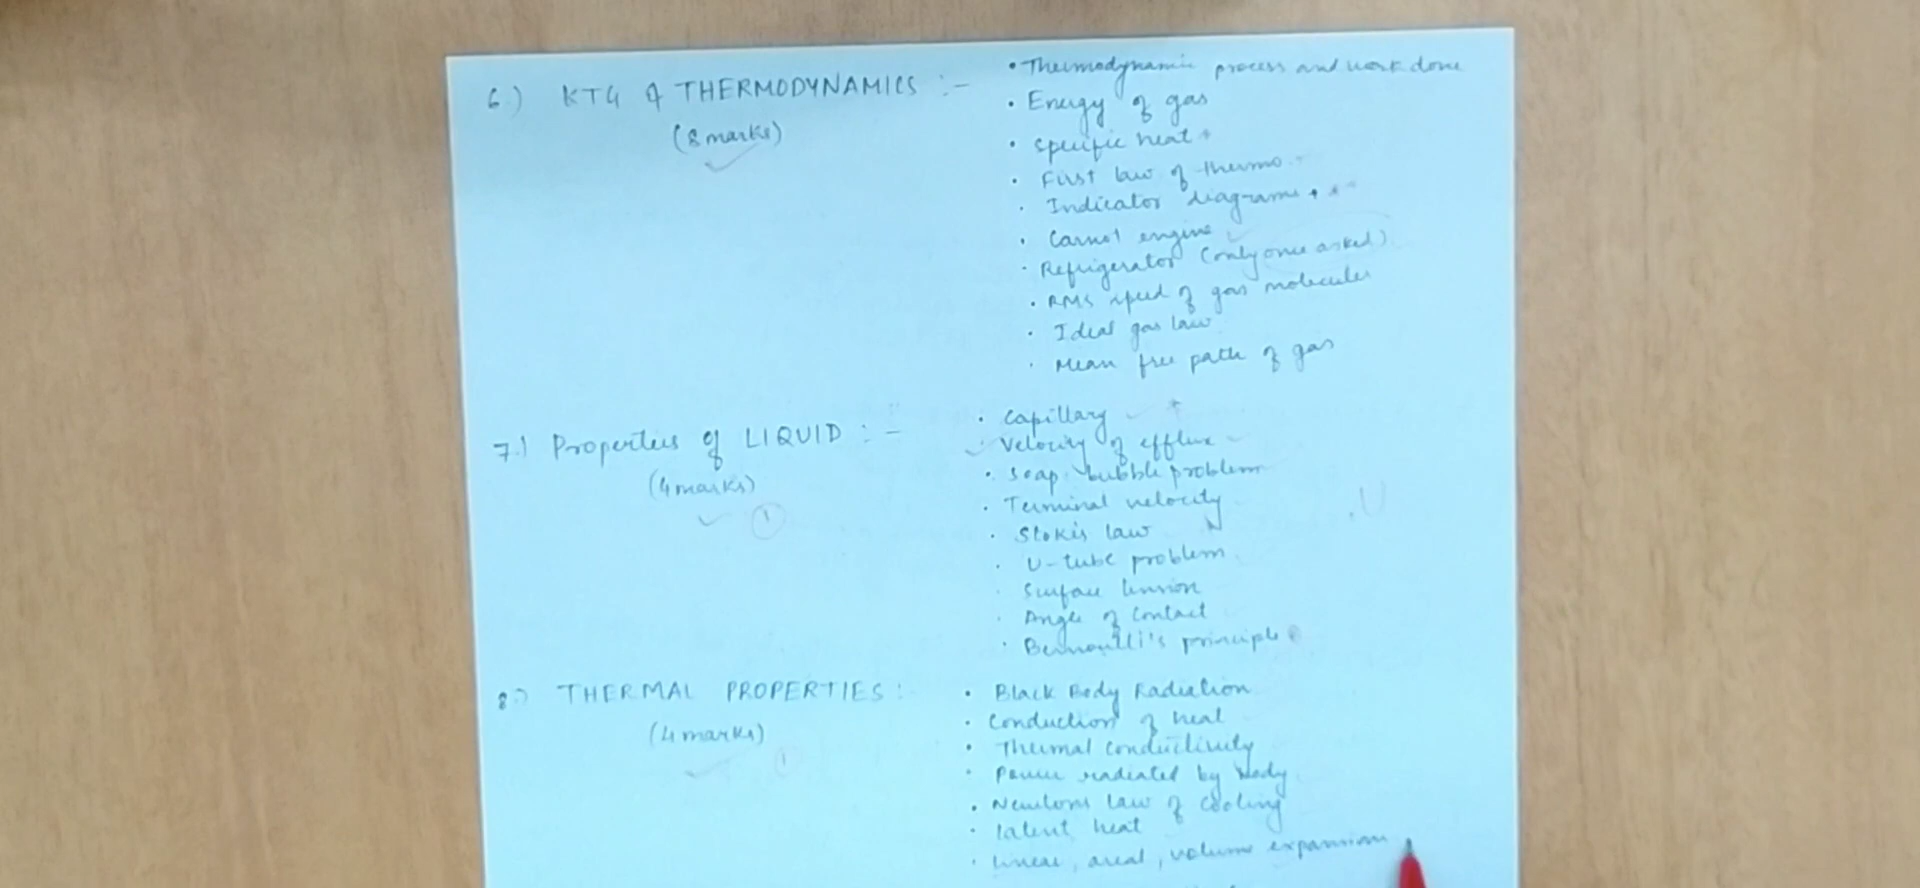 6.) KTG & THERMODYNAMICS :-
(8 marks)
• Thermodynamic process and work done
• Energy of gas
• Specific heat
• First law of thermo
• Indicator diagrams
• Carnot engine
• Refrigerator (only once asked)
• RMS speed of gas molecules
• Ideal gas law
• Mean free path of gas
7.) Properties of LIQUID :-
(4 marks)
1
• Capillary
• Velocity of efflux
• Soap bubble problem
• Terminal velocity
• Stoke's law
• U-tube problem
• Surface tension
• Angle of contact
• Bernoulli's principle
8.) THERMAL PROPERTIES :
(4 marks)
1
• Black Body Radiation
• Conduction of heat
• Thermal conductivity
• Power radiated by body
• Newtons law of cooling
• latent heat
• linear, areal, volume expansion